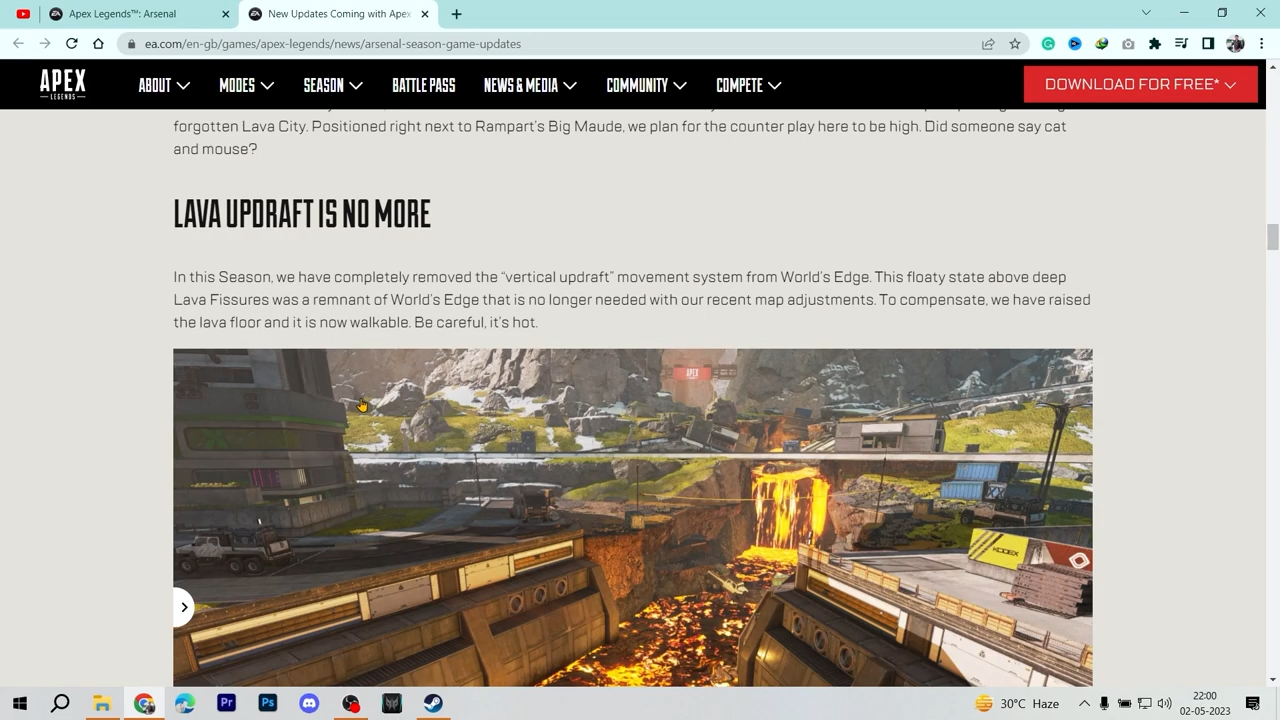 Apex Legends™: Arsenal
New Updates Coming with Apex
ea.com/en-gb/games/apex-legends/news/arsenal-season-game-updates
APEX
LEGENDS
ABOUT
MODES
SEASON
BATTLE PASS
NEWS & MEDIA
COMMUNITY
COMPETE
DOWNLOAD FOR FREE*
forgotten Lava City. Positioned right next to Rampart's Big Maude, we plan for the counter play here to be high. Did someone say cat
and mouse?
LAVA UPDRAFT IS NO MORE
In this Season, we have completely removed the “vertical updraft” movement system from World's Edge. This floaty state above deep
Lava Fissures was a remnant of World's Edge that is no longer needed with our recent map adjustments. To compensate, we have raised
the lava floor and it is now walkable. Be careful, it's hot.
APEX
Pr
Ps
30°C Haze
22:00
02-05-2023